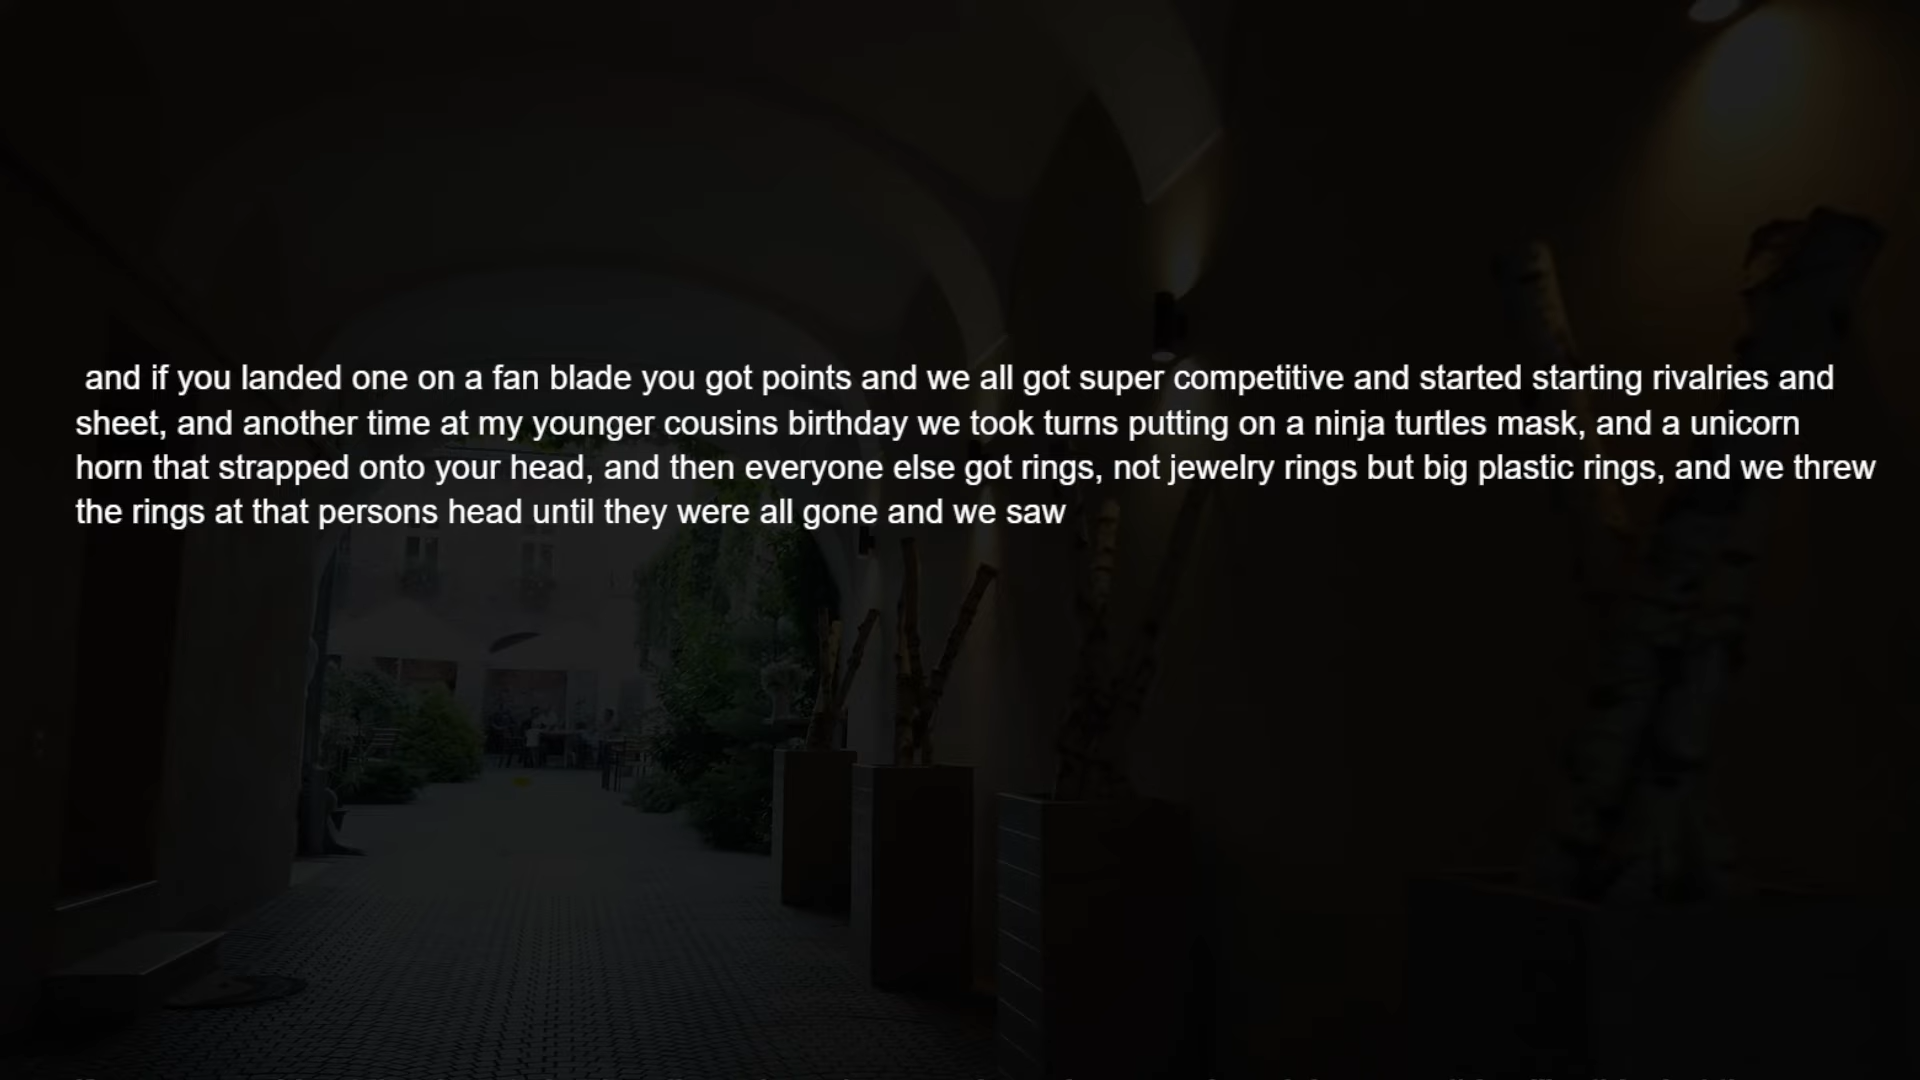 and if you landed one on a fan blade you got points and we all got super competitive and started starting rivalries and
sheet, and another time at my younger cousins birthday we took turns putting on a ninja turtles mask, and a unicorn
horn that strapped onto your head, and then everyone else got rings, not jewelry rings but big plastic rings, and we threw
the rings at that persons head until they were all gone and we saw